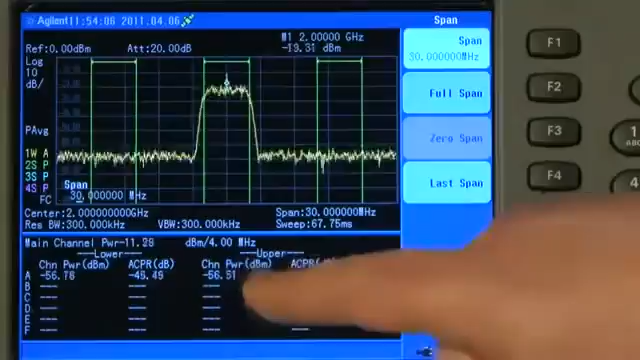 Agilent 11:54:06 2011.04.06
Span
M1 2.00000 GHz
Ref:0.00dBm Att:20.00dB -19.31 dBm
Log
10
dB/
PAvg
1W A
2S P
3S P
4S P
FC
Span
30.000000 MHz
Center:2.000000000GHz Span:30.000000MHz
Res BW:300.000kHz VBW:300.000kHz Sweep:67.75ms
Main Channel Pwr-11.28 dBm/4.00 MHz
Lower Upper
Chn Pwr(dBm) ACPR(dB) Chn Pwr(dBm)
A -56.78 -45.49 -56.51
B --- --- ---
C --- --- ---
D --- --- ---
E --- --- ---
F --- --- --- ---
Span
30.000000MHz
Full Span
Zero Span
Last Span
F1
F2
F3
F4
1
4